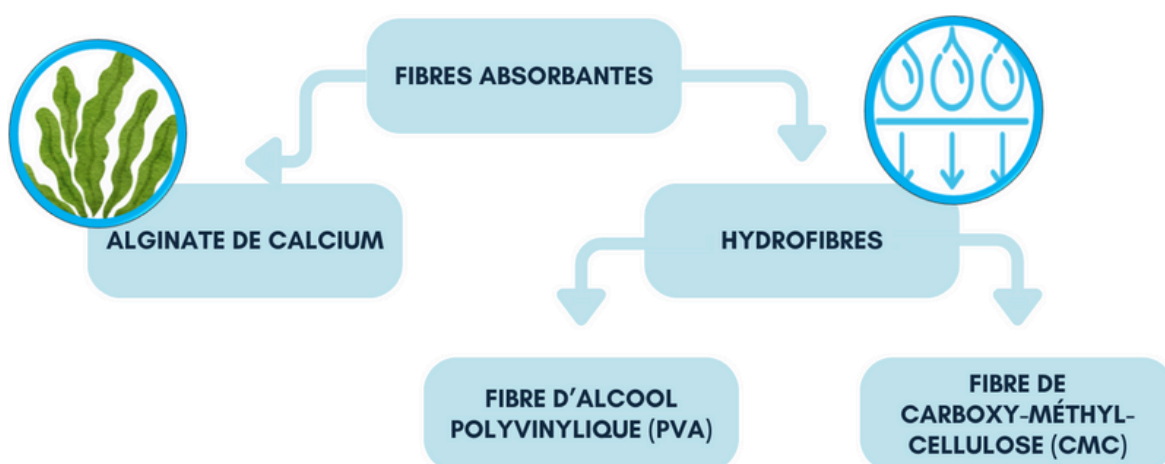 FIBRES ABSORBANTES
ALGINATE DE CALCIUM
HYDROFIBRES
FIBRE D'ALCOOL
POLYVINYLIQUE (PVA)
FIBRE DE
CARBOXY-MÉTHYL-
CELLULOSE (CMC)